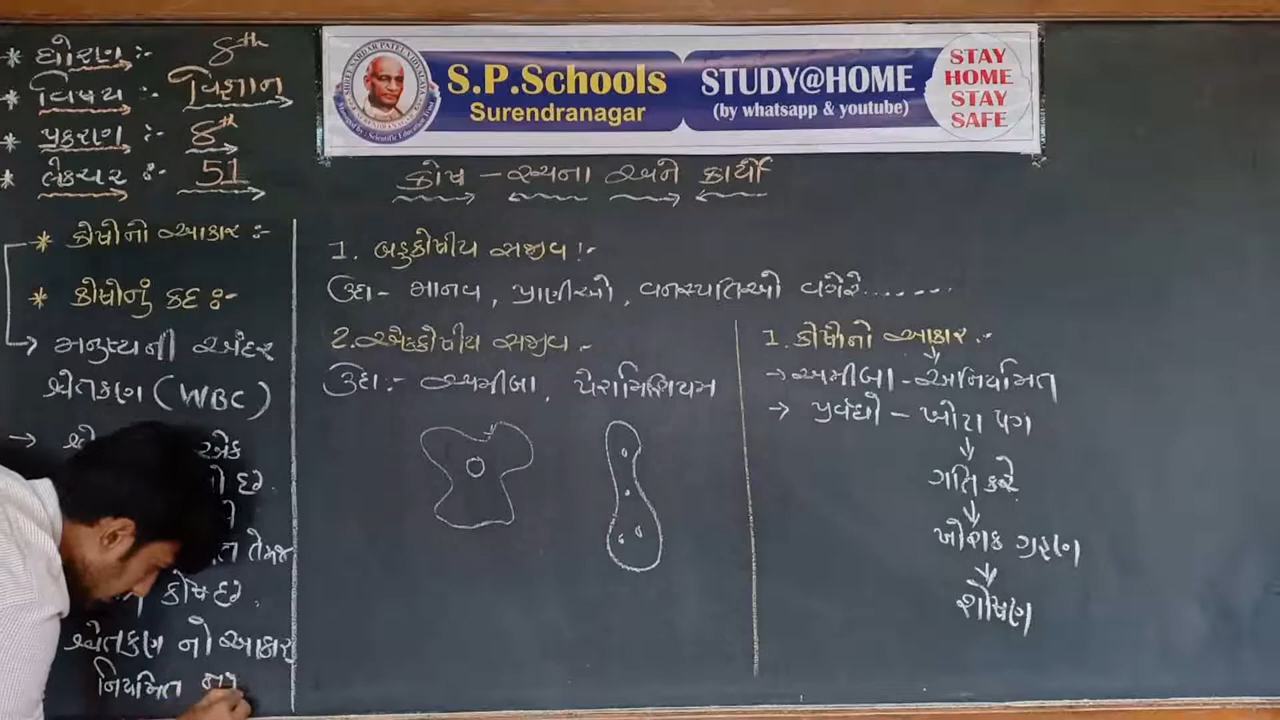 * ધોરણ :- 8th
* વિષય :- વિજ્ઞાન
* પ્રકરણ :- 8th
* લેક્ચર :- 51
S.P.Schools
Surendranagar
STUDY@HOME
(by whatsapp & youtube)
STAY
HOME
STAY
SAFE
કોષ - રચના અને કાર્યો
* કોષોનો આકાર :-
* કોષોનું કદ :-
→ મનુષ્યની અંદર
શ્વેતકણ (WBC)
એક
કોષ છે.
શ્વેતકણ નો આકાર
નિયમિત
1. બહુકોષીય સજીવ :-
ઉદા- માનવ, પ્રાણીઓ, વનસ્પતિઓ વગેરે........
2. એકકોષીય સજીવ :-
ઉદા :- અમીબા, પેરામિશિયમ
1. કોષોનો આકાર :-
→ અમીબા - અનિયમિત
→ પ્રવર્ધો - ખોટા પગ
ગતિ કરે
ખોરાક ગ્રહણ
શોષણ